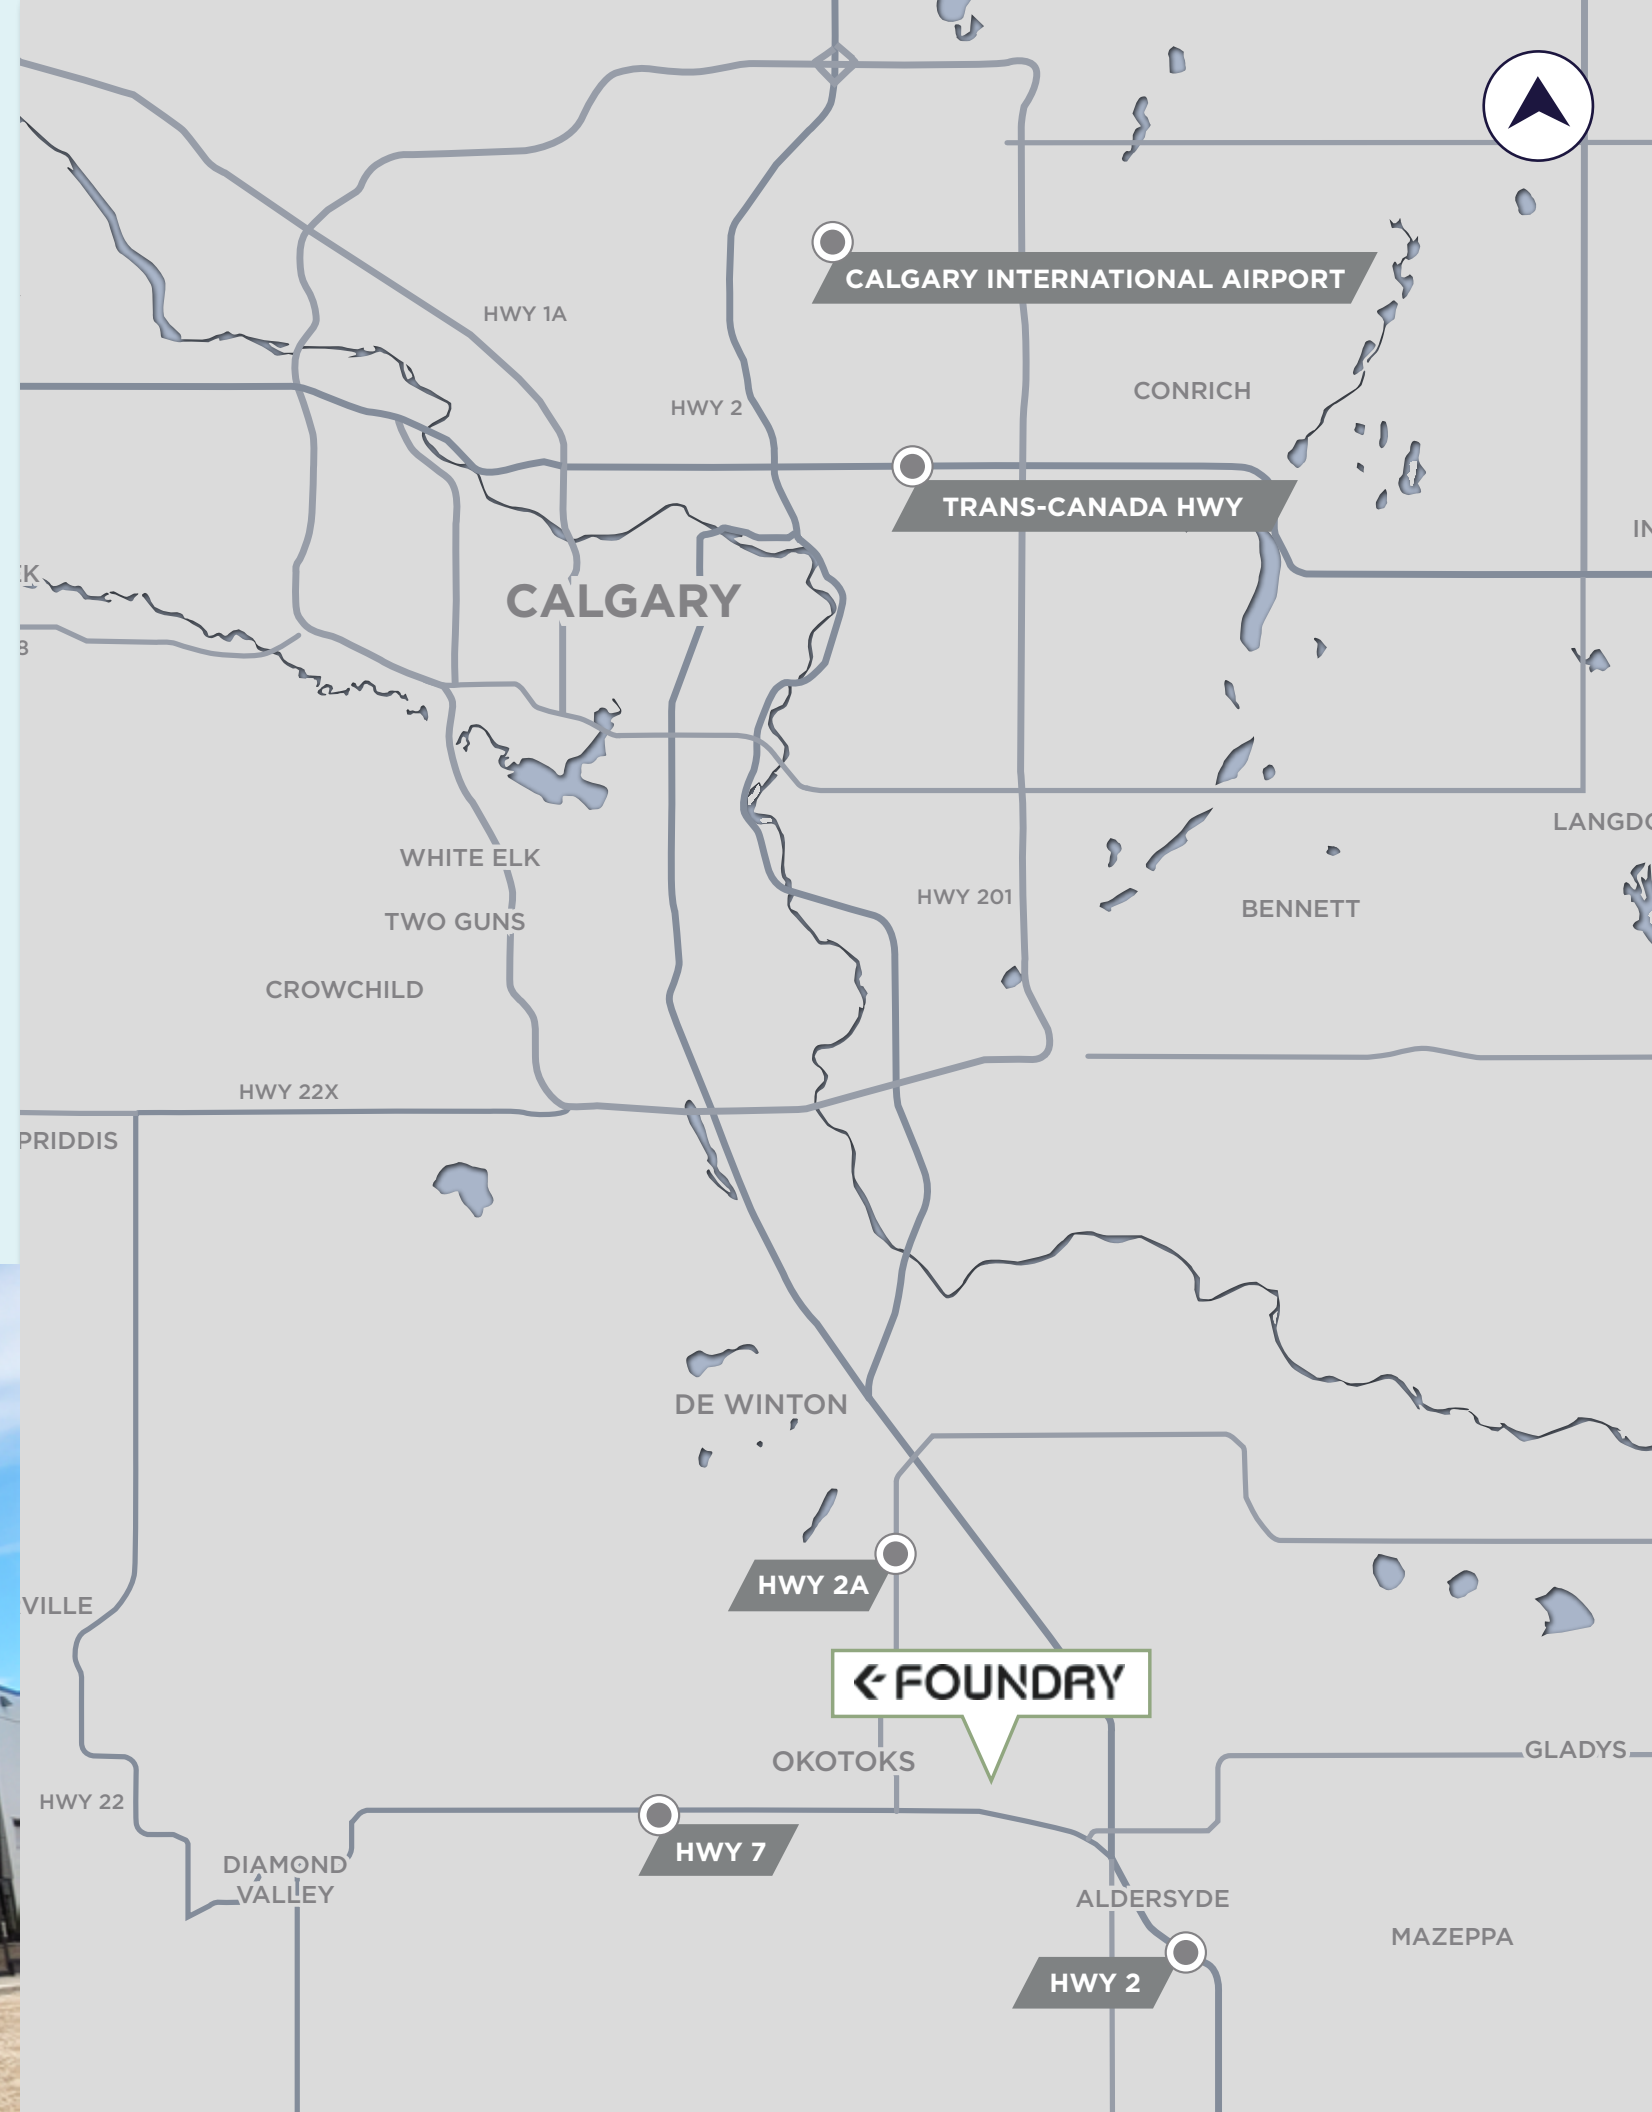 CALGARY INTERNATIONAL AIRPORT
HWY 1A
CONRICH
HWY 2
TRANS-CANADA HWY
CALGARY
WHITE ELK
HWY 201
BENNETT
TWO GUNS
CROWCHILD
HWY 22X
PRIDDIS
DE WINTON
HWY 2A
VILLE
FOUNDRY
GLADYS
OKOTOKS
HWY 22
HWY 7
DIAMOND
VALLEY
ALDERSYDE
MAZEPPA
HWY 2